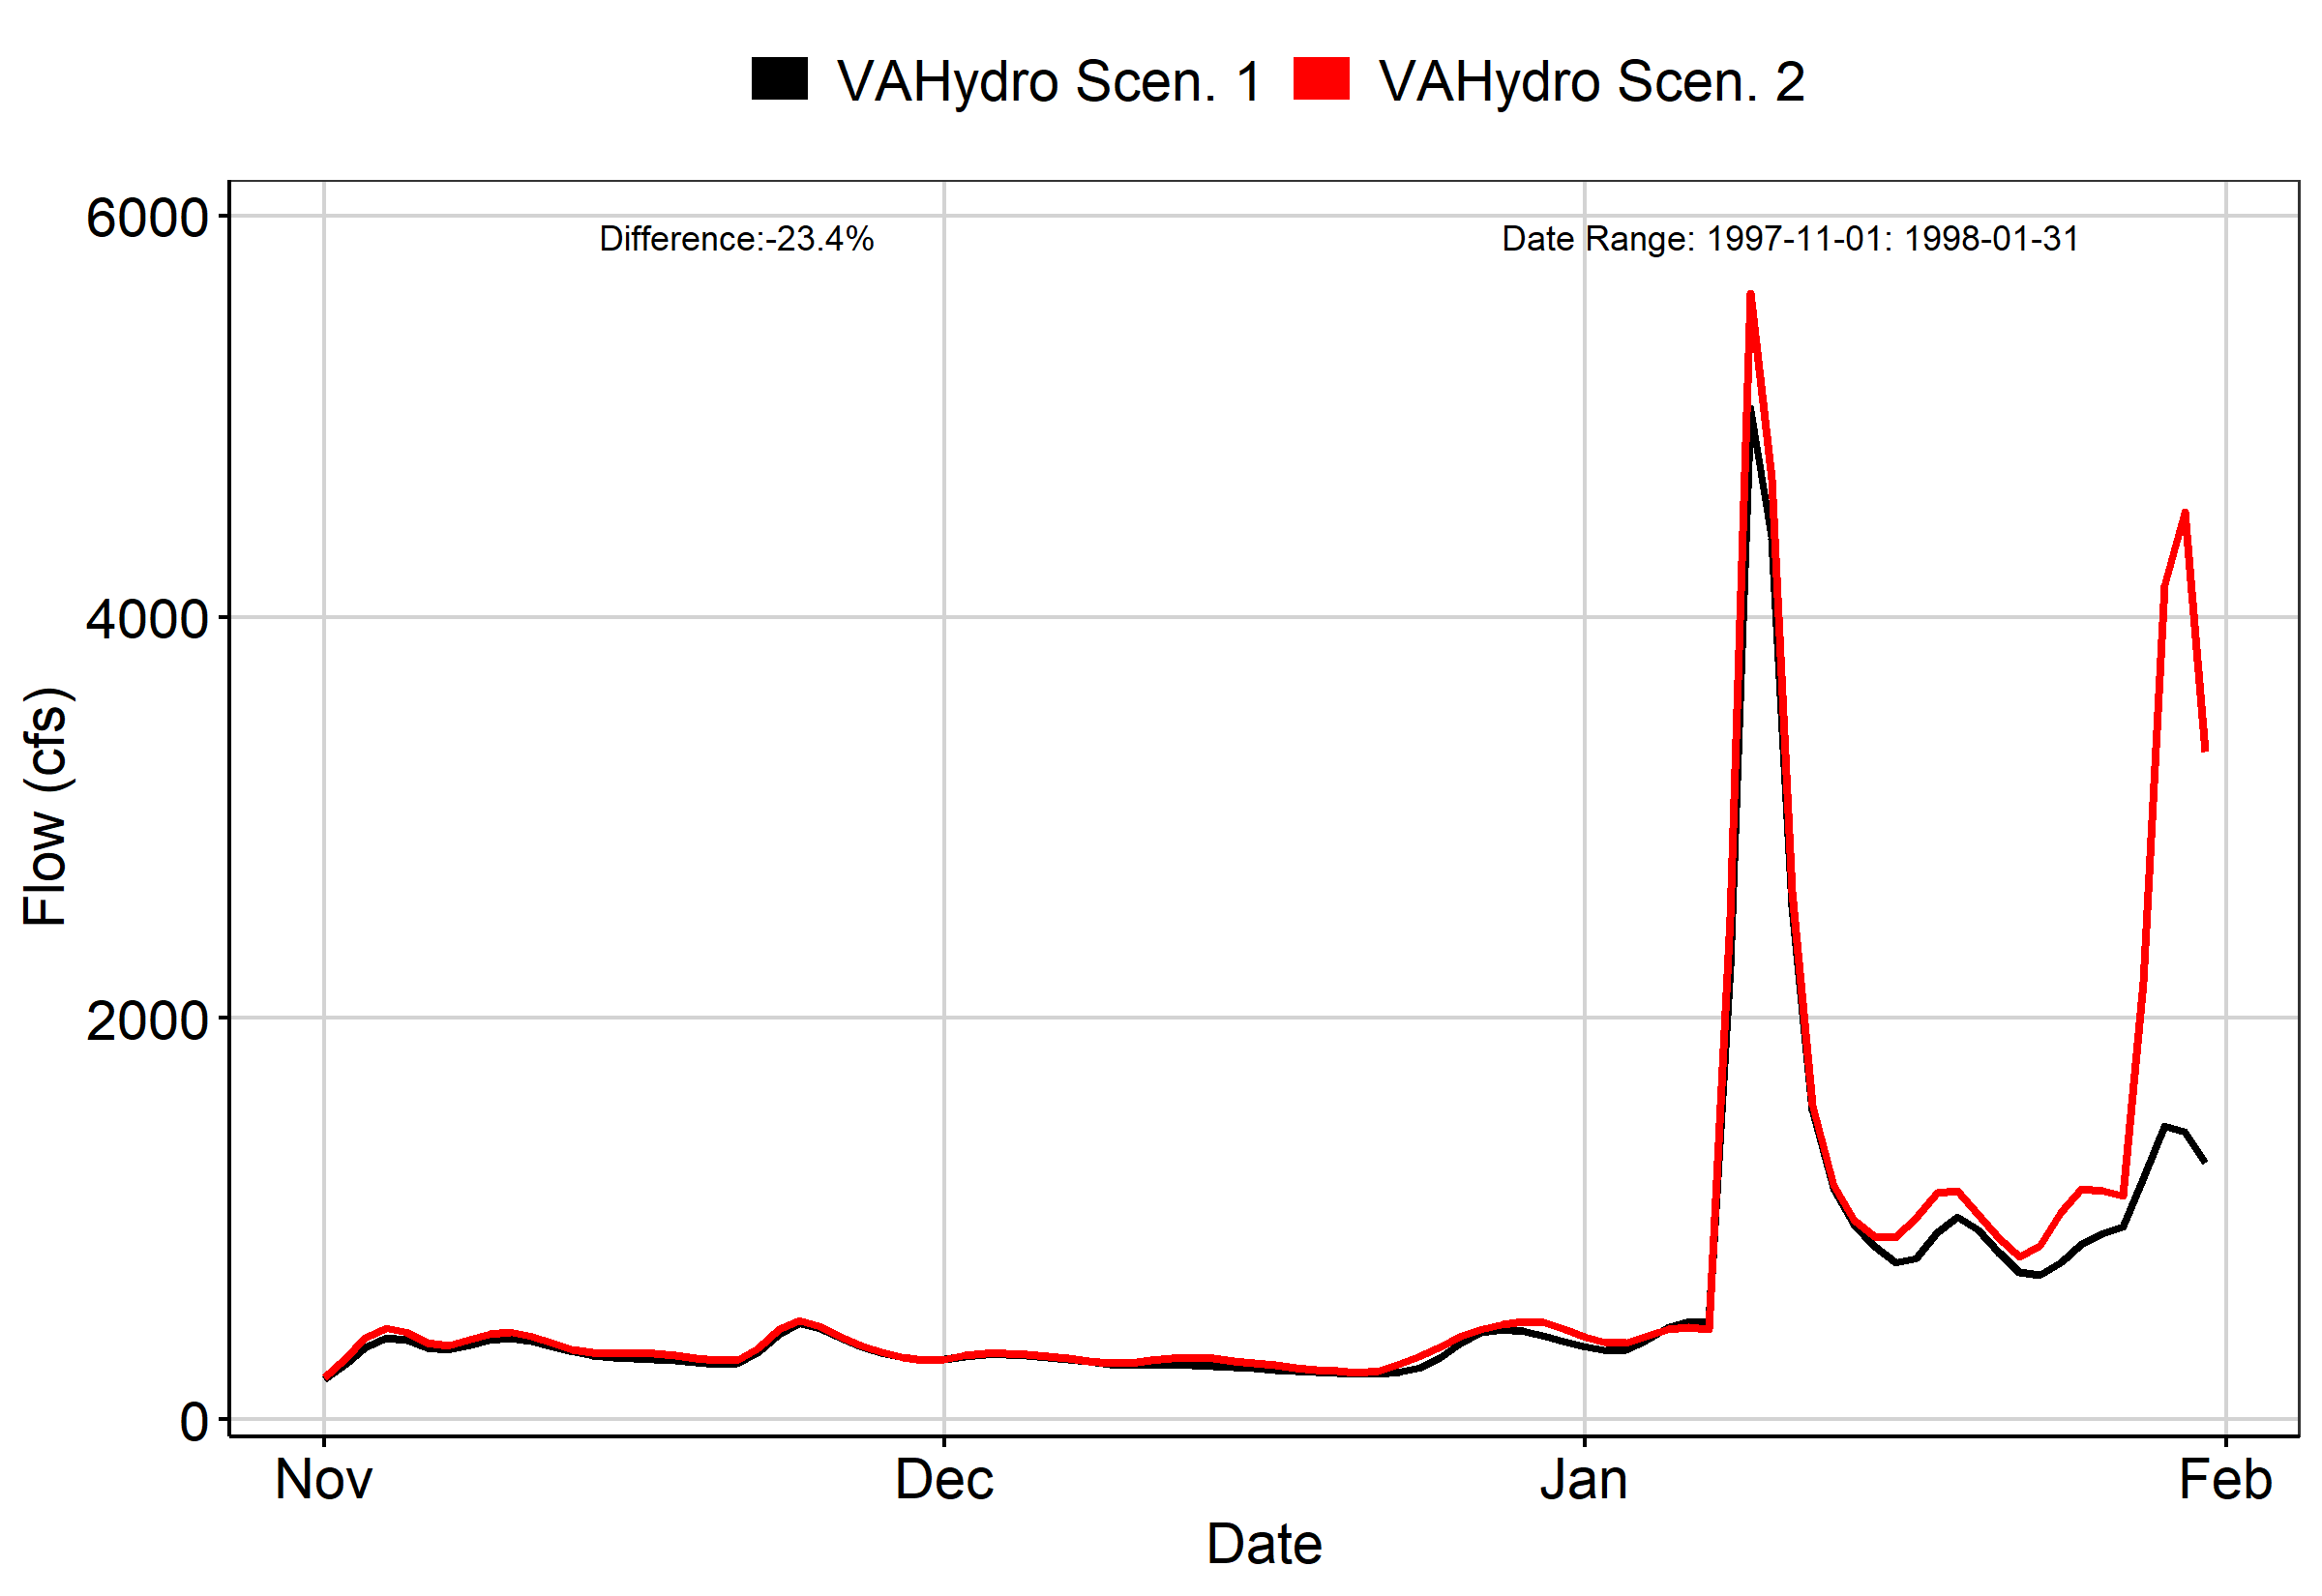 VAHydro Scen. 1 VAHydro Scen. 2
6000
Difference:-23.4% Date Range: 1997-11-01: 1998-01-31
4000
Flow (cfs)
2000
0
Nov Dec Jan Feb
Date